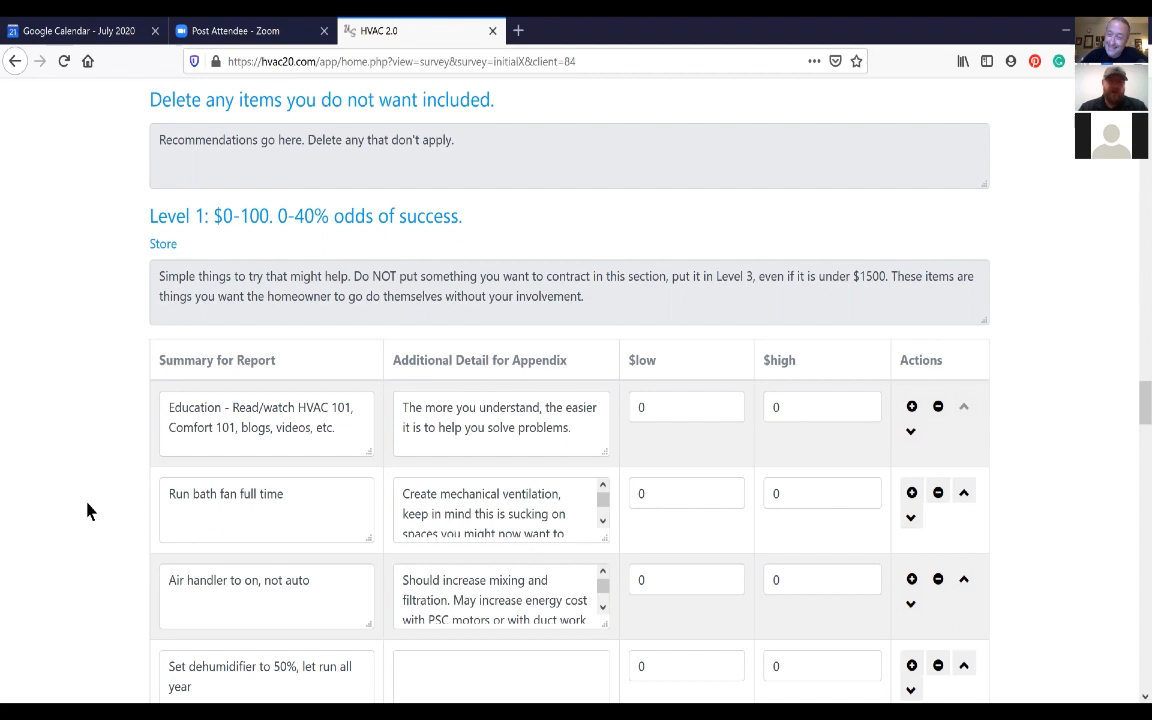 Google Calendar - July 2020
Post Attendee - Zoom
HVAC 2.0
https://hvac20.com/app/home.php?view=survey&survey=initialX&client=84
Delete any items you do not want included.
Recommendations go here. Delete any that don't apply.
Level 1: $0-100. 0-40% odds of success.
Store
Simple things to try that might help. Do NOT put something you want to contract in this section, put it in Level 3, even if it is under $1500. These items are
things you want the homeowner to go do themselves without your involvement.
Summary for Report Additional Detail for Appendix $low $high Actions
Education - Read/watch HVAC 101,
Comfort 101, blogs, videos, etc.
The more you understand, the easier
it is to help you solve problems.
0 0
Run bath fan full time
Create mechanical ventilation,
keep in mind this is sucking on
spaces you might now want to
0 0
Air handler to on, not auto
Should increase mixing and
filtration. May increase energy cost
with PSC motors or with duct work
0 0
Set dehumidifier to 50%, let run all
year
0 0